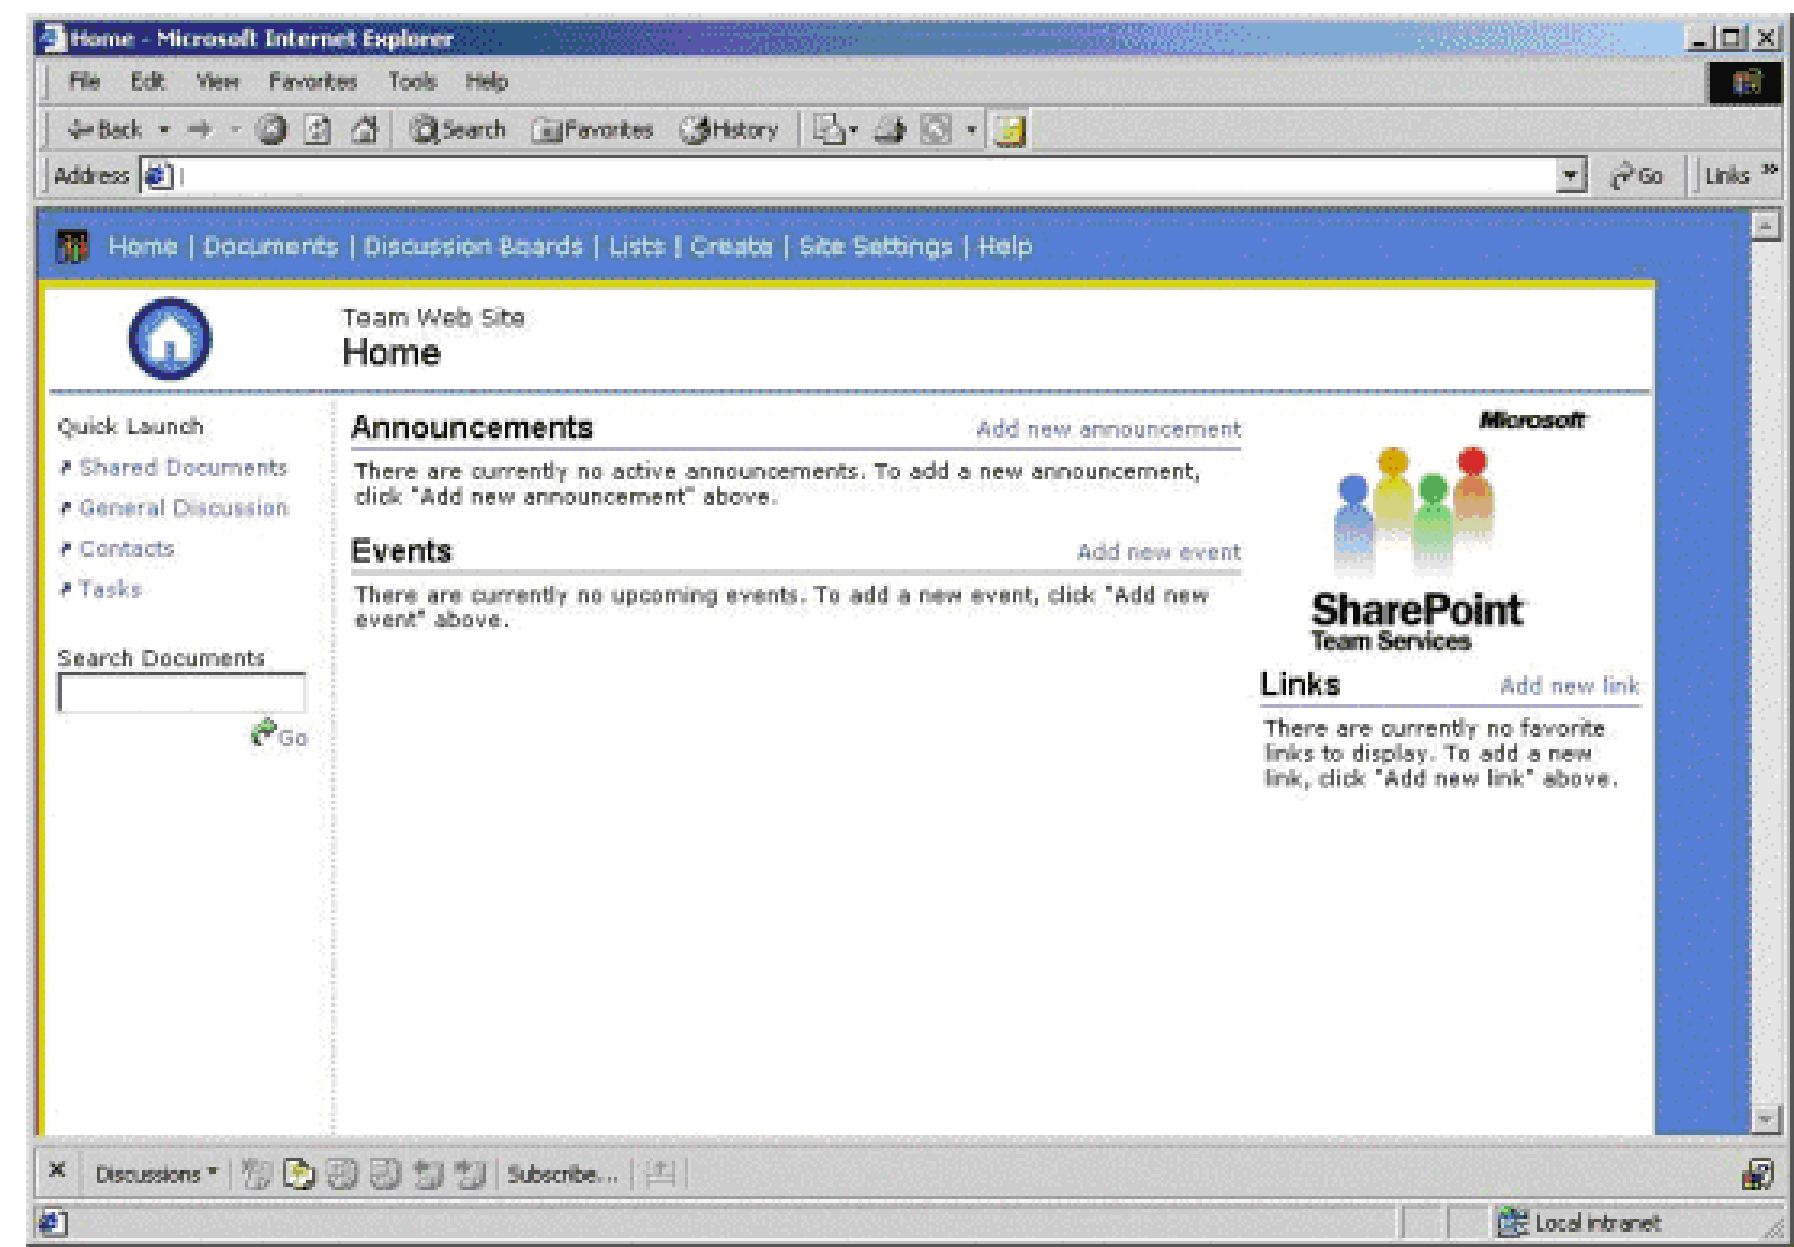 Home - Microsoft Internet Explorer
File Edit View Favorites Tools Help
Back Search Favorites History
Address Go Links »
Home | Documents | Discussion Boards | Lists | Create | Site Settings | Help
Team Web Site
Home
Quick Launch
Shared Documents
General Discussion
Contacts
Tasks
Search Documents
Go
Announcements Add new announcement
There are currently no active announcements. To add a new announcement,
click "Add new announcement" above.
Events Add new event
There are currently no upcoming events. To add a new event, click "Add new
event" above.
Microsoft
SharePoint
Team Services
Links Add new link
There are currently no favorite
links to display. To add a new
link, click "Add new link" above.
Discussions Subscribe...
Local intranet